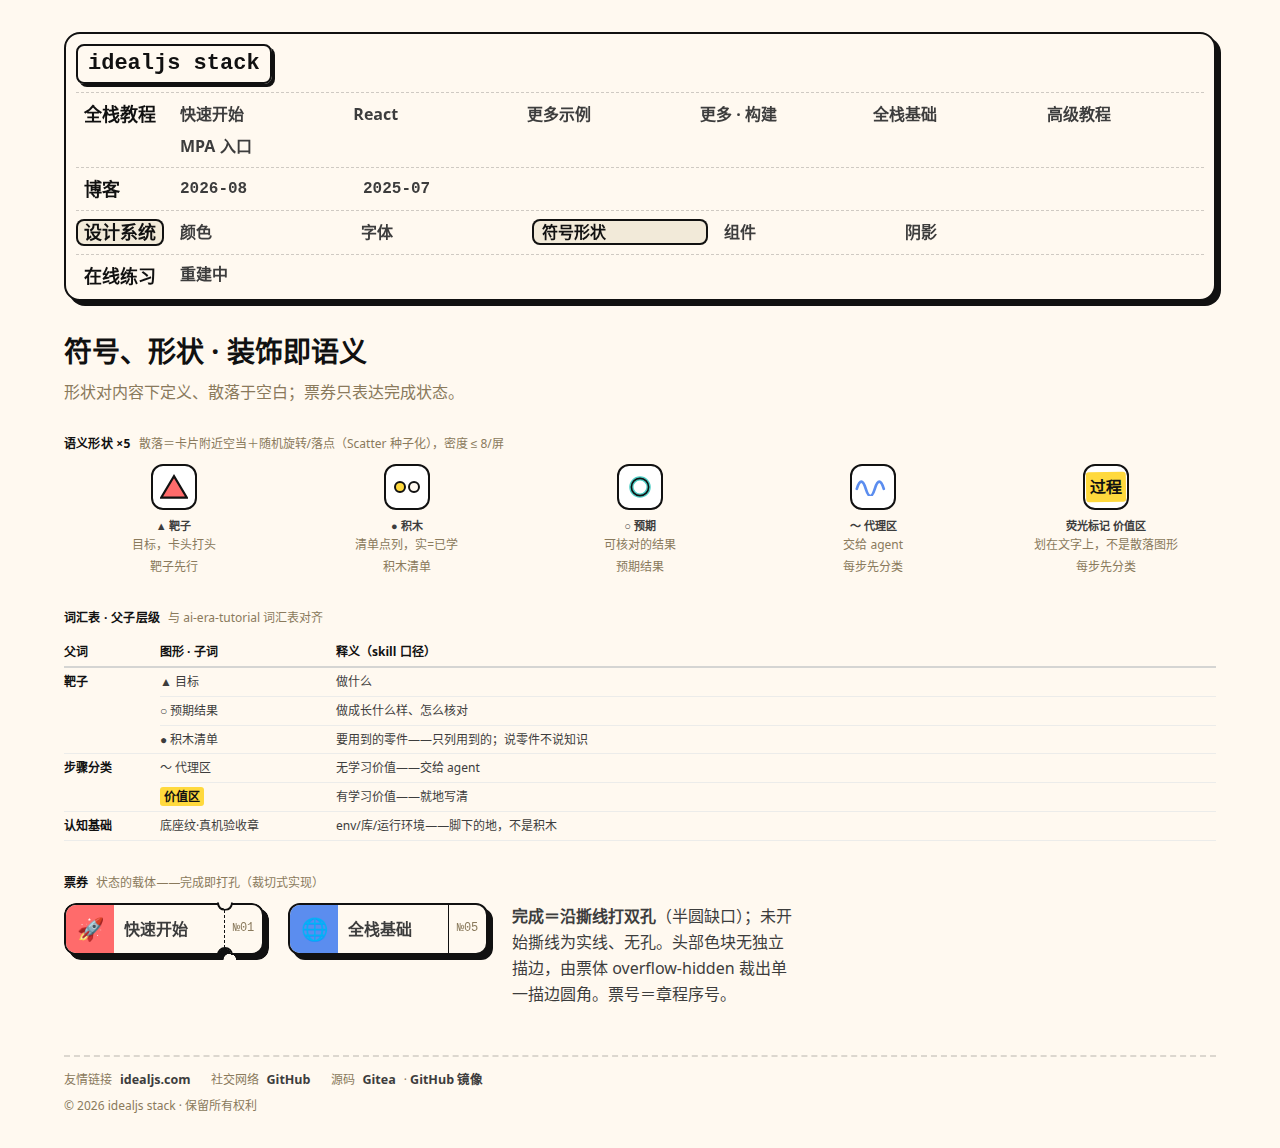 idealjs stack
全栈教程 快速开始 React 更多示例 更多 · 构建 全栈基础 高级教程
MPA 入口
博客 2026-08 2025-07
设计系统 颜色 字体 符号形状 组件 阴影
在线练习 重建中
符号、形状 · 装饰即语义
形状对内容下定义、散落于空白；票券只表达完成状态。
语义形状 ×5 散落＝卡片附近空当＋随机旋转/落点（Scatter 种子化），密度 ≤ 8/屏
过程
▲ 靶子 ● 积木 ○ 预期 ～ 代理区 荧光标记 价值区
目标，卡头打头 清单点列，实=已学 可核对的结果 交给 agent 划在文字上，不是散落图形
靶子先行 积木清单 预期结果 每步先分类 每步先分类
词汇表 · 父子层级 与 ai-era-tutorial 词汇表对齐
父词 图形 · 子词 释义（skill 口径）
靶子 ▲ 目标 做什么
○ 预期结果 做成长什么样、怎么核对
● 积木清单 要用到的零件——只列用到的；说零件不说知识
步骤分类 ～ 代理区 无学习价值——交给 agent
价值区 有学习价值——就地写清
认知基础 底座纹·真机验收章 env/库/运行环境——脚下的地，不是积木
票券 状态的载体——完成即打孔（裁切式实现）
🚀 快速开始 №01 🌐 全栈基础 №05
完成＝沿撕线打双孔（半圆缺口）；未开
始撕线为实线、无孔。头部色块无独立
描边，由票体 overflow-hidden 裁出单
一描边圆角。票号＝章程序号。
友情链接 idealjs.com 社交网络 GitHub 源码 Gitea · GitHub 镜像
© 2026 idealjs stack · 保留所有权利